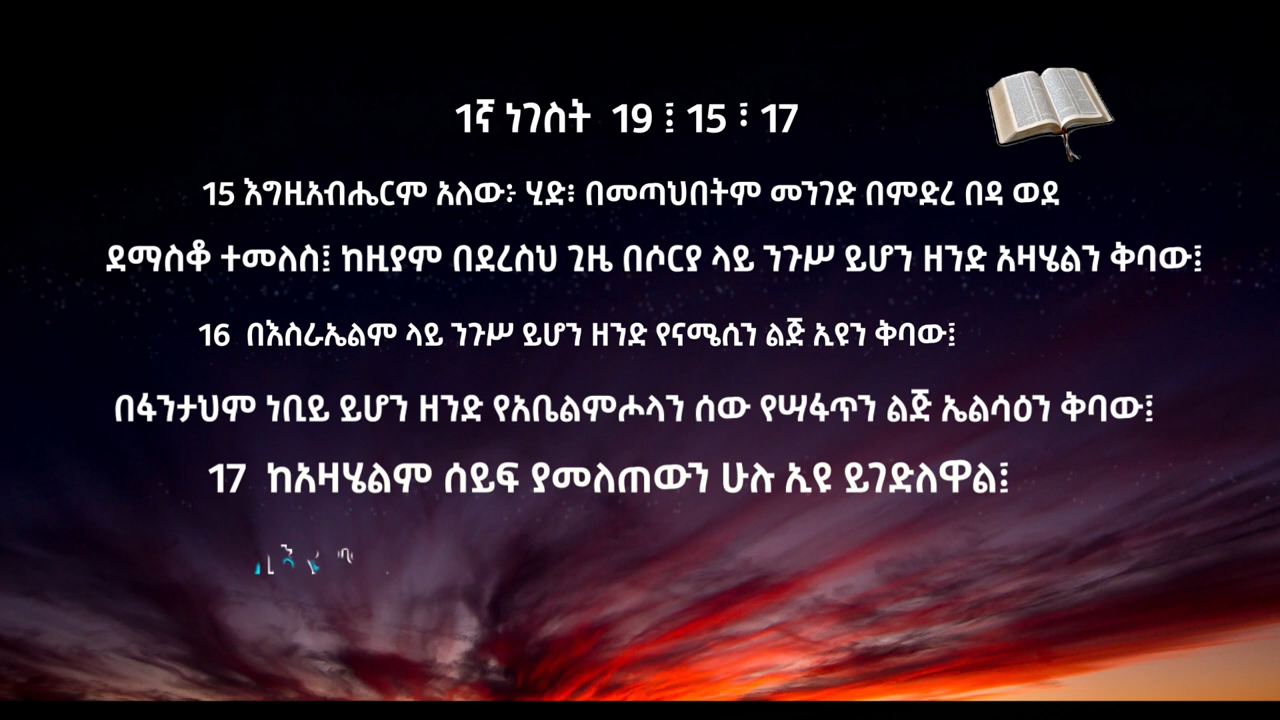 1ኛ ነገስት 19 ፤ 15 ፥ 17
15 እግዚአብሔርም አለው፦ ሂድ፥ በመጣህበትም መንገድ በምድረ በዳ ወደ
ደማስቆ ተመለስ፤ ከዚያም በደረስህ ጊዜ በሶርያ ላይ ንጉሥ ይሆን ዘንድ አዛሄልን ቅባው፤
16 በእስራኤልም ላይ ንጉሥ ይሆን ዘንድ የናሜሲን ልጅ ኢዩን ቅባው፤
በፋንታህም ነቢይ ይሆን ዘንድ የአቤልምሖላን ሰው የሣፋጥን ልጅ ኤልሳዕን ቅባው፤
17 ከአዛሄልም ሰይፍ ያመለጠውን ሁሉ ኢዩ ይገድለዋል፤